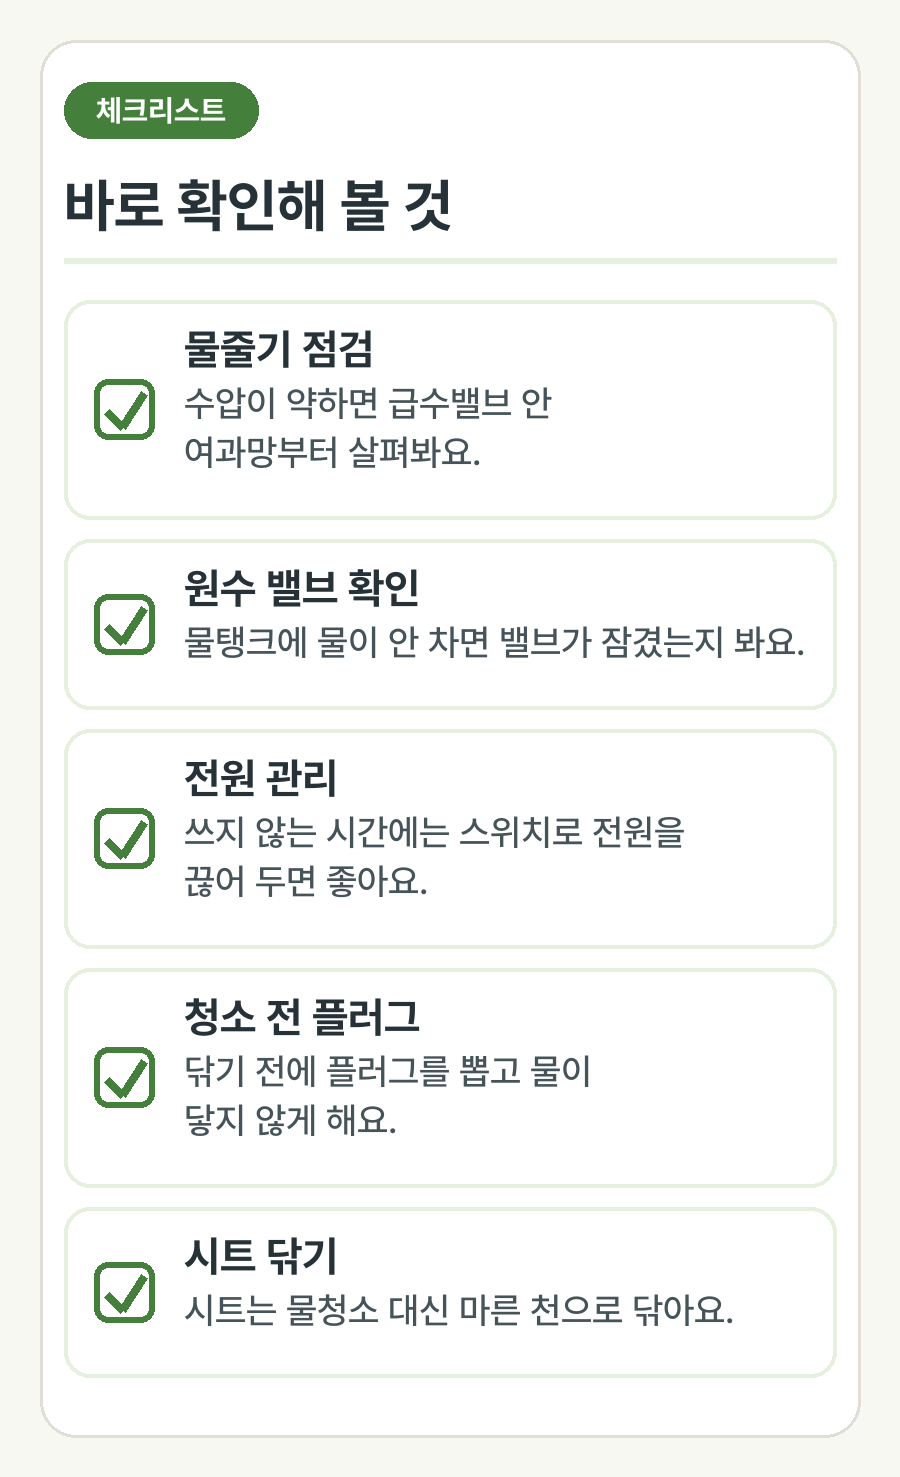 체크리스트
바로 확인해 볼 것
물줄기 점검
수압이 약하면 급수밸브 안
여과망부터 살펴봐요.
원수 밸브 확인
물탱크에 물이 안 차면 밸브가 잠겼는지 봐요.
전원 관리
쓰지 않는 시간에는 스위치로 전원을
끊어 두면 좋아요.
청소 전 플러그
닦기 전에 플러그를 뽑고 물이
닿지 않게 해요.
시트 닦기
시트는 물청소 대신 마른 천으로 닦아요.